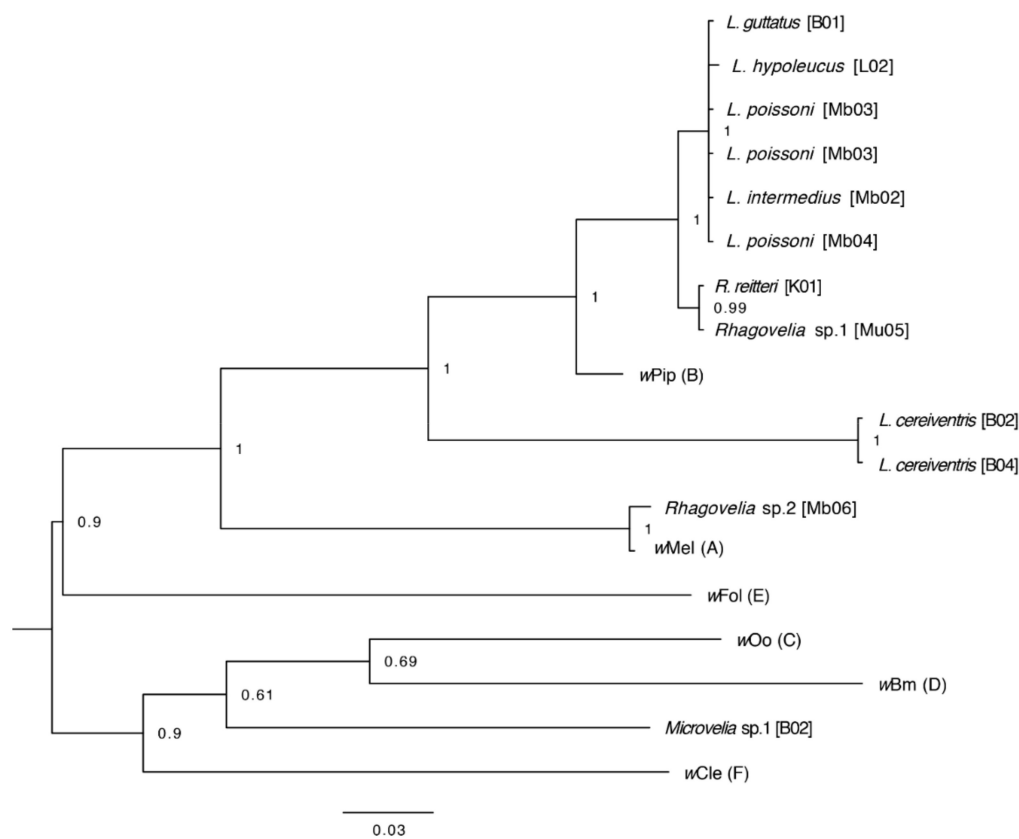 L. guttatus [B01]
L. hypoleucus [L02]
L. poissoni [Mb03]
1
L. poissoni [Mb03]
L. intermedius [Mb02]
1
L. poissoni [Mb04]
R. reitteri [K01]
1
0.99
Rhagovelia sp.1 [Mu05]
1
wPip (B)
L. cereiventris [B02]
1
1
L. cereiventris [B04]
Rhagovelia sp.2 [Mb06]
0.9
1
wMel (A)
wFol (E)
wOo (C)
0.69
wBm (D)
0.61
Microvelia sp.1 [B02]
0.9
wCle (F)
0.03